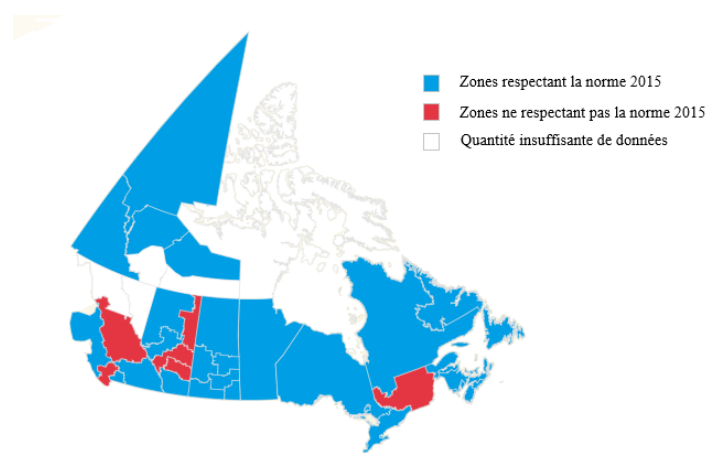 Zones respectant la norme 2015
Zones ne respectant pas la norme 2015
Quantité insuffisante de données